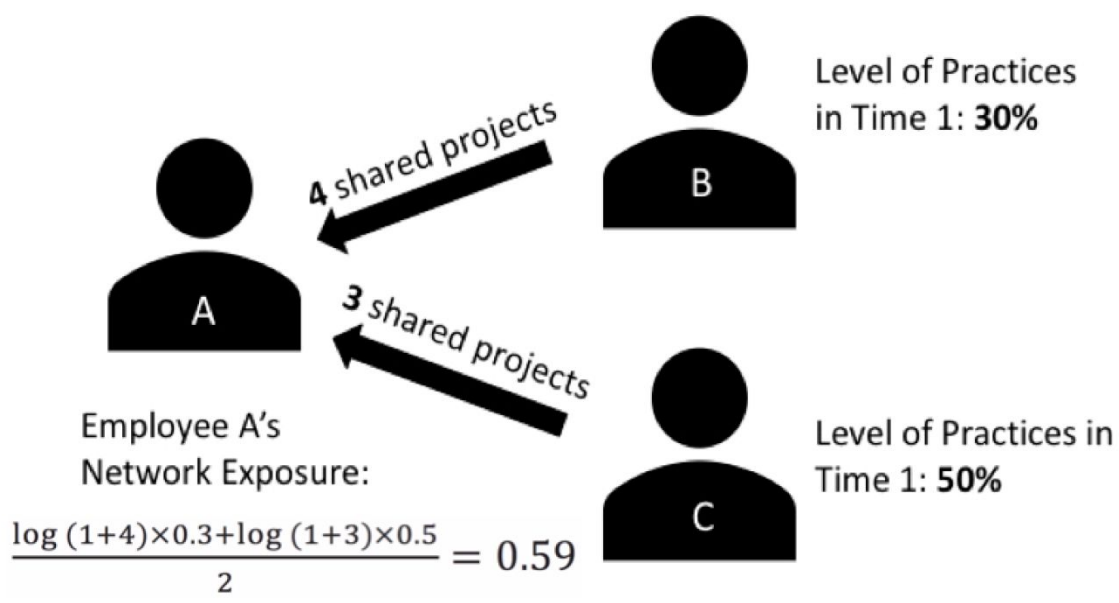 B
Level of Practices
in Time 1: 30%
4 shared projects
A
3 shared projects
Employee A’s
Network Exposure:
log (1+4)×0.3+log (1+3)×0.5
2
= 0.59
C
Level of Practices in
Time 1: 50%